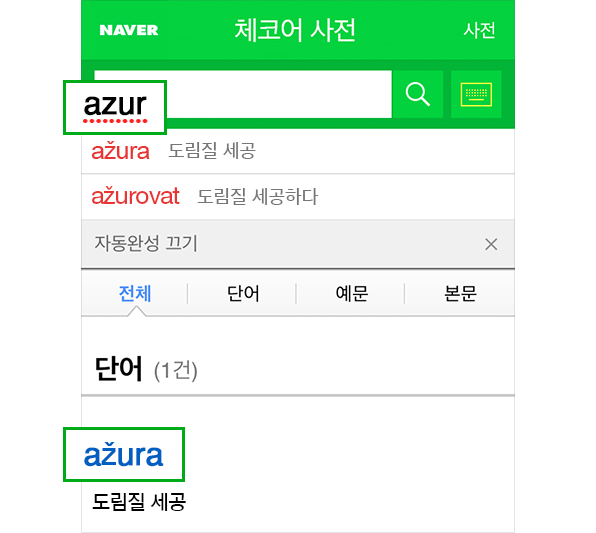 NAVER 체코어 사전 사전
azur
ažura 도림질 세공
ažurovat 도림질 세공하다
자동완성 끄기 ×
전체 단어 예문 본문
단어 (1건)
ažura
도림질 세공